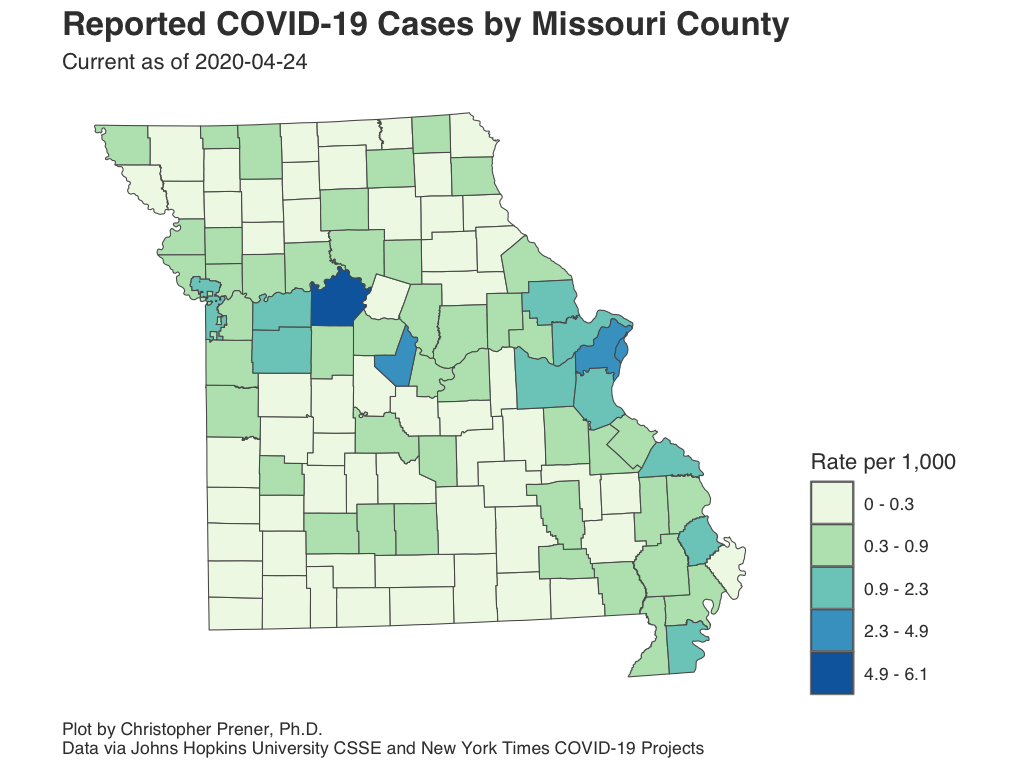 Reported COVID-19 Cases by Missouri County
Current as of 2020-04-24
Rate per 1,000
0 - 0.3
0.3 - 0.9
0.9 - 2.3
2.3 - 4.9
4.9 - 6.1
Plot by Christopher Prener, Ph.D.
Data via Johns Hopkins University CSSE and New York Times COVID-19 Projects